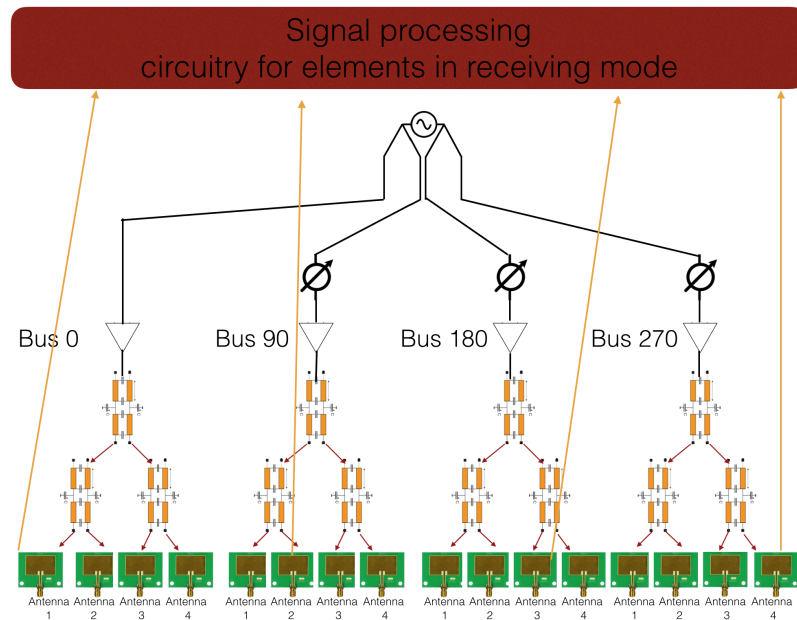 Signal processing
circuitry for elements in receiving mode
Bus 0
Bus 90
Bus 180
Bus 270
Antenna 1
Antenna 2
Antenna 3
Antenna 4
Antenna 1
Antenna 2
Antenna 3
Antenna 4
Antenna 1
Antenna 2
Antenna 3
Antenna 4
Antenna 1
Antenna 2
Antenna 3
Antenna 4